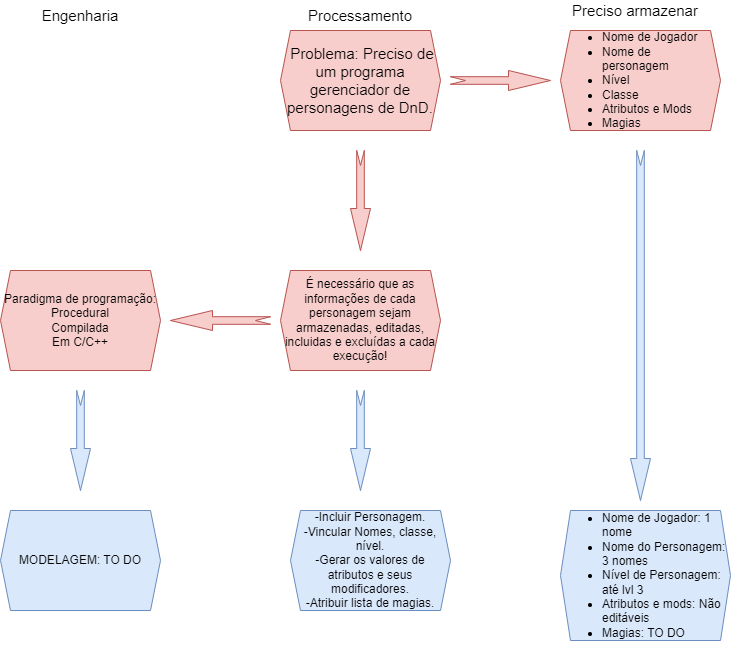 Engenharia
Processamento
Preciso armazenar
Problema: Preciso de
um programa
gerenciador de
personagens de DnD.
Nome de Jogador
Nome de
personagem
Nível
Classe
Atributos e Mods
Magias
Paradigma de programação:
Procedural
Compilada
Em C/C++
É necessário que as
informações de cada
personagem sejam
armazenadas, editadas,
incluidas e excluídas a cada
execução!
MODELAGEM: TO DO
-Incluir Personagem.
-Vincular Nomes, classe,
nível.
-Gerar os valores de
atributos e seus
modificadores.
-Atribuir lista de magias.
Nome de Jogador: 1
nome
Nome do Personagem:
3 nomes
Nível de Personagem:
até lvl 3
Atributos e mods: Não
editáveis
Magias: TO DO